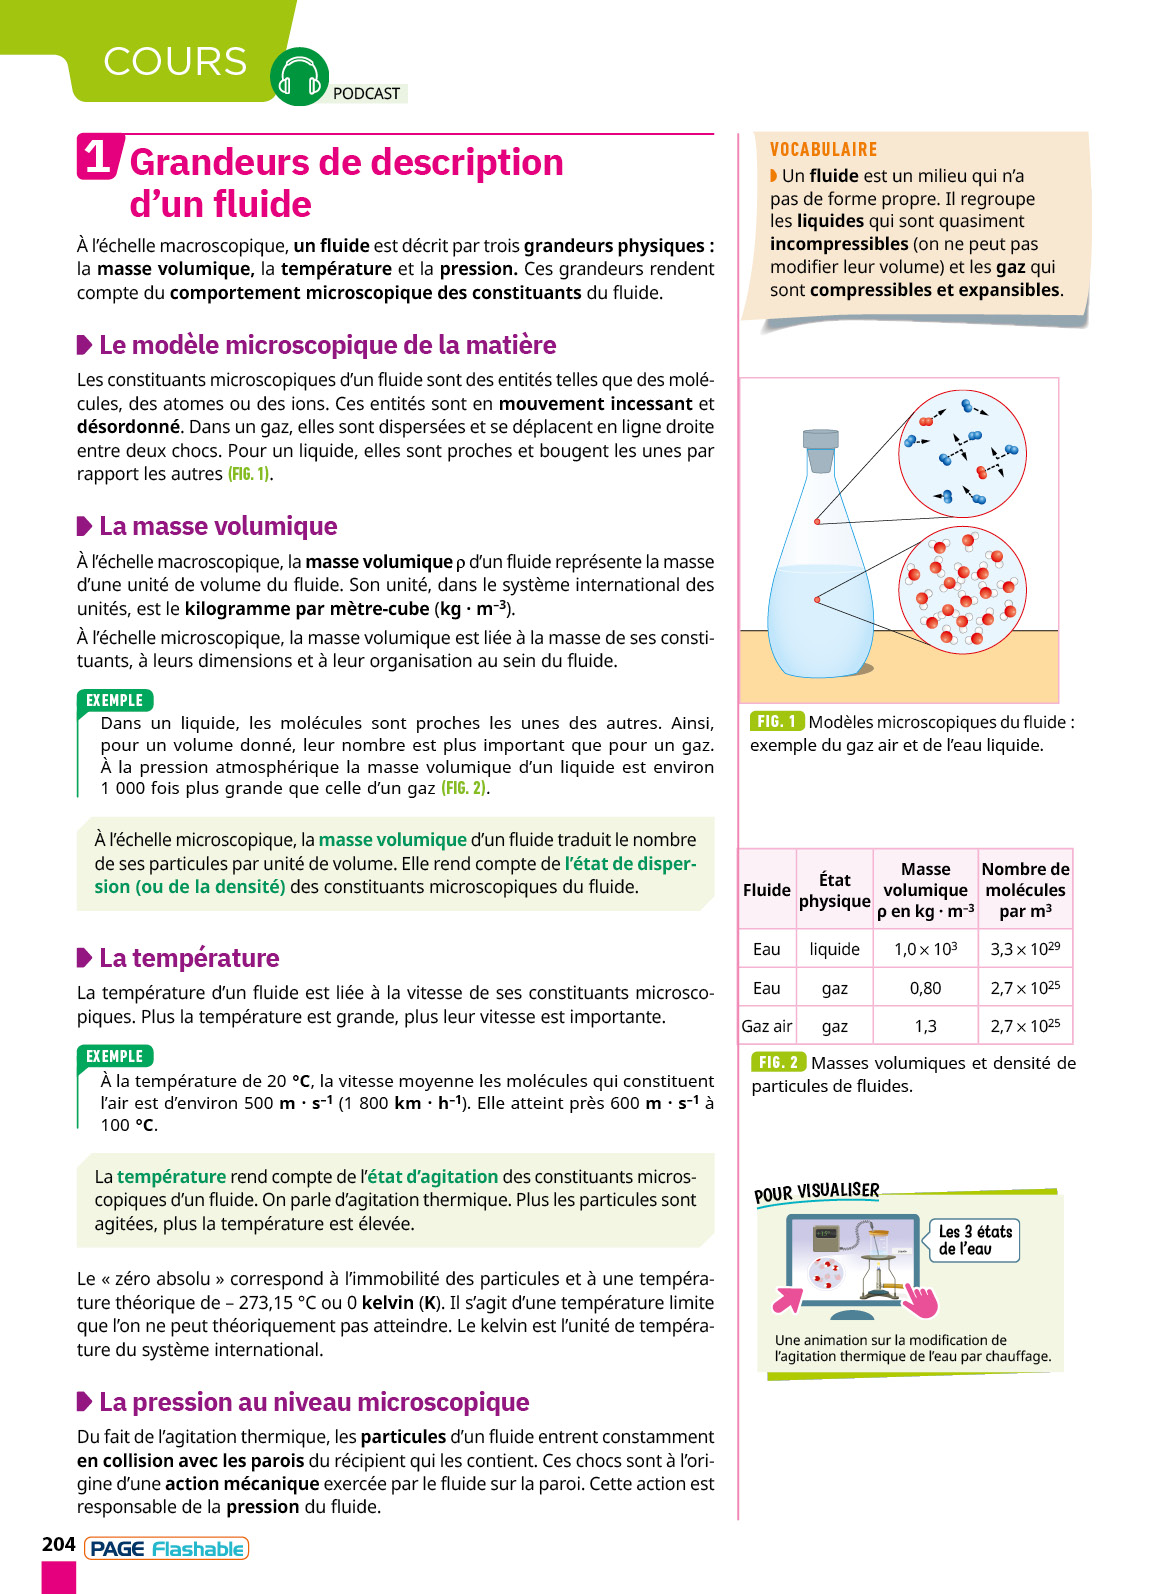 COURS
PODCAST
1 Grandeurs de description
d’un fluide
À l’échelle macroscopique, un fluide est décrit par trois grandeurs physiques :
la masse volumique, la température et la pression. Ces grandeurs rendent
compte du comportement microscopique des constituants du fluide.
Le modèle microscopique de la matière
Les constituants microscopiques d’un fluide sont des entités telles que des molé-
cules, des atomes ou des ions. Ces entités sont en mouvement incessant et
désordonné. Dans un gaz, elles sont dispersées et se déplacent en ligne droite
entre deux chocs. Pour un liquide, elles sont proches et bougent les unes par
rapport les autres (FIG. 1).
La masse volumique
À l’échelle macroscopique, la masse volumique ρ d’un fluide représente la masse
d’une unité de volume du fluide. Son unité, dans le système international des
unités, est le kilogramme par mètre-cube (kg · m⁻³).
À l’échelle microscopique, la masse volumique est liée à la masse de ses consti-
tuants, à leurs dimensions et à leur organisation au sein du fluide.
EXEMPLE
Dans un liquide, les molécules sont proches les unes des autres. Ainsi,
pour un volume donné, leur nombre est plus important que pour un gaz.
À la pression atmosphérique la masse volumique d’un liquide est environ
1 000 fois plus grande que celle d’un gaz (FIG. 2).
À l’échelle microscopique, la masse volumique d’un fluide traduit le nombre
de ses particules par unité de volume. Elle rend compte de l’état de disper-
sion (ou de la densité) des constituants microscopiques du fluide.
La température
La température d’un fluide est liée à la vitesse de ses constituants microsco-
piques. Plus la température est grande, plus leur vitesse est importante.
EXEMPLE
À la température de 20 °C, la vitesse moyenne les molécules qui constituent
l’air est d’environ 500 m · s⁻¹ (1 800 km · h⁻¹). Elle atteint près 600 m · s⁻¹ à
100 °C.
La température rend compte de l’état d’agitation des constituants micros-
copiques d’un fluide. On parle d’agitation thermique. Plus les particules sont
agitées, plus la température est élevée.
Le « zéro absolu » correspond à l’immobilité des particules et à une tempéra-
ture théorique de – 273,15 °C ou 0 kelvin (K). Il s’agit d’une température limite
que l’on ne peut théoriquement pas atteindre. Le kelvin est l’unité de tempéra-
ture du système international.
La pression au niveau microscopique
Du fait de l’agitation thermique, les particules d’un fluide entrent constamment
en collision avec les parois du récipient qui les contient. Ces chocs sont à l’ori-
gine d’une action mécanique exercée par le fluide sur la paroi. Cette action est
responsable de la pression du fluide.
VOCABULAIRE
Un fluide est un milieu qui n’a
pas de forme propre. Il regroupe
les liquides qui sont quasiment
incompressibles (on ne peut pas
modifier leur volume) et les gaz qui
sont compressibles et expansibles.
FIG. 1 Modèles microscopiques du fluide :
exemple du gaz air et de l’eau liquide.
Fluide État physique Masse volumique ρ en kg · m⁻³ Nombre de molécules par m³
Eau liquide 1,0 × 10³ 3,3 × 10²⁹
Eau gaz 0,80 2,7 × 10²⁵
Gaz air gaz 1,3 2,7 × 10²⁵
FIG. 2 Masses volumiques et densité de
particules de fluides.
POUR VISUALISER
Les 3 états
de l’eau
Une animation sur la modification de
l’agitation thermique de l’eau par chauffage.
204 PAGE Flashable